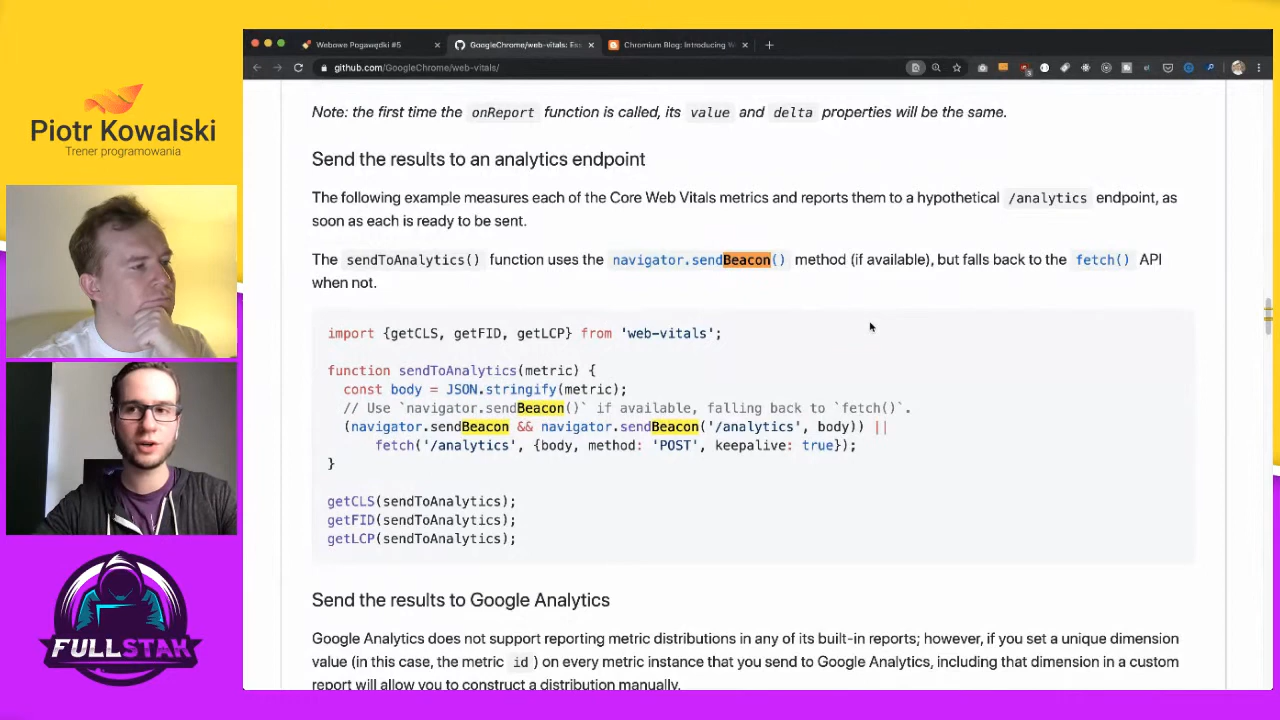 Piotr Kowalski
Trener programowania
FULLSTAK
Webowe Pogawędki #5
GoogleChrome/web-vitals: Es
Chromium Blog: Introducing W
github.com/GoogleChrome/web-vitals/
Note: the first time the onReport function is called, its value and delta properties will be the same.
Send the results to an analytics endpoint
The following example measures each of the Core Web Vitals metrics and reports them to a hypothetical /analytics endpoint, as
soon as each is ready to be sent.
The sendToAnalytics() function uses the navigator.sendBeacon() method (if available), but falls back to the fetch() API
when not.
import {getCLS, getFID, getLCP} from 'web-vitals';
function sendToAnalytics(metric) {
const body = JSON.stringify(metric);
// Use `navigator.sendBeacon()` if available, falling back to `fetch()`.
(navigator.sendBeacon && navigator.sendBeacon('/analytics', body)) ||
fetch('/analytics', {body, method: 'POST', keepalive: true});
}
getCLS(sendToAnalytics);
getFID(sendToAnalytics);
getLCP(sendToAnalytics);
Send the results to Google Analytics
Google Analytics does not support reporting metric distributions in any of its built-in reports; however, if you set a unique dimension
value (in this case, the metric id ) on every metric instance that you send to Google Analytics, including that dimension in a custom
report will allow you to construct a distribution manually.